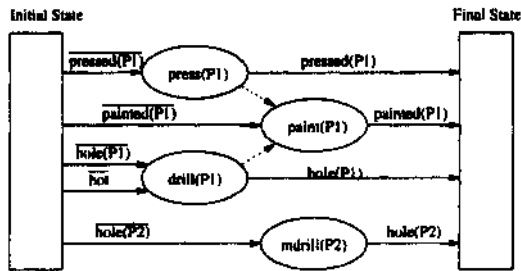 Initial State
Final State
pressed(P1)
press(P1)
pressed(P1)
painted(P1)
paint(P1)
painted(P1)
hole(P1)
hot
drill(P1)
hole(P1)
hole(P2)
mdrill(P2)
hole(P2)